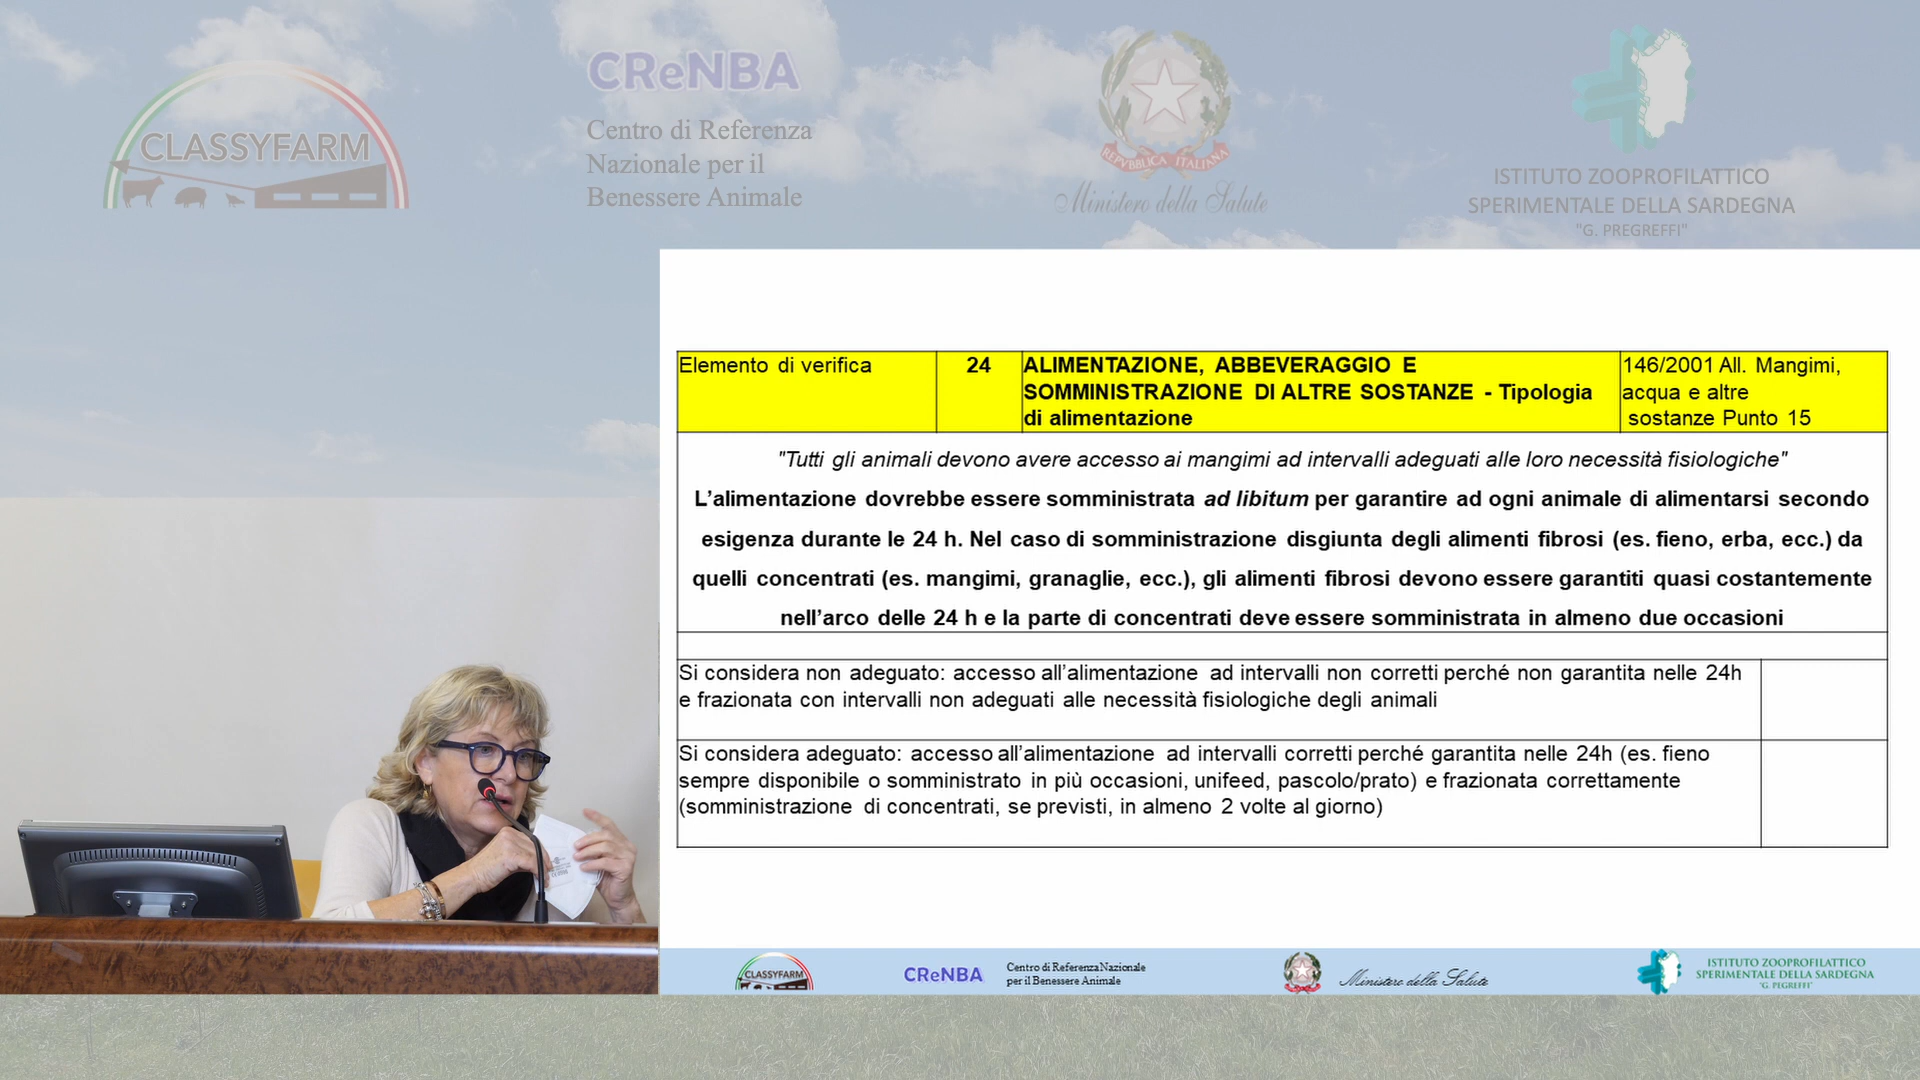 CLASSYFARM
CReNBA
Centro di Referenza
Nazionale per il
Benessere Animale
REPVBBLICA ITALIANA
Ministero della Salute
ISTITUTO ZOOPROFILATTICO
SPERIMENTALE DELLA SARDEGNA
"G. PREGREFFI"
Elemento di verifica
24
ALIMENTAZIONE, ABBEVERAGGIO E
SOMMINISTRAZIONE DI ALTRE SOSTANZE - Tipologia
di alimentazione
146/2001 All. Mangimi,
acqua e altre
sostanze Punto 15
"Tutti gli animali devono avere accesso ai mangimi ad intervalli adeguati alle loro necessità fisiologiche"
L'alimentazione dovrebbe essere somministrata ad libitum per garantire ad ogni animale di alimentarsi secondo
esigenza durante le 24 h. Nel caso di somministrazione disgiunta degli alimenti fibrosi (es. fieno, erba, ecc.) da
quelli concentrati (es. mangimi, granaglie, ecc.), gli alimenti fibrosi devono essere garantiti quasi costantemente
nell'arco delle 24 h e la parte di concentrati deve essere somministrata in almeno due occasioni
Si considera non adeguato: accesso all'alimentazione ad intervalli non corretti perché non garantita nelle 24h
e frazionata con intervalli non adeguati alle necessità fisiologiche degli animali
Si considera adeguato: accesso all'alimentazione ad intervalli corretti perché garantita nelle 24h (es. fieno
sempre disponibile o somministrato in più occasioni, unifeed, pascolo/prato) e frazionata correttamente
(somministrazione di concentrati, se previsti, in almeno 2 volte al giorno)
CLASSYFARM
CReNBA
Centro di Referenza Nazionale
per il Benessere Animale
Ministero della Salute
ISTITUTO ZOOPROFILATTICO
SPERIMENTALE DELLA SARDEGNA
"G. PEGREFFI"